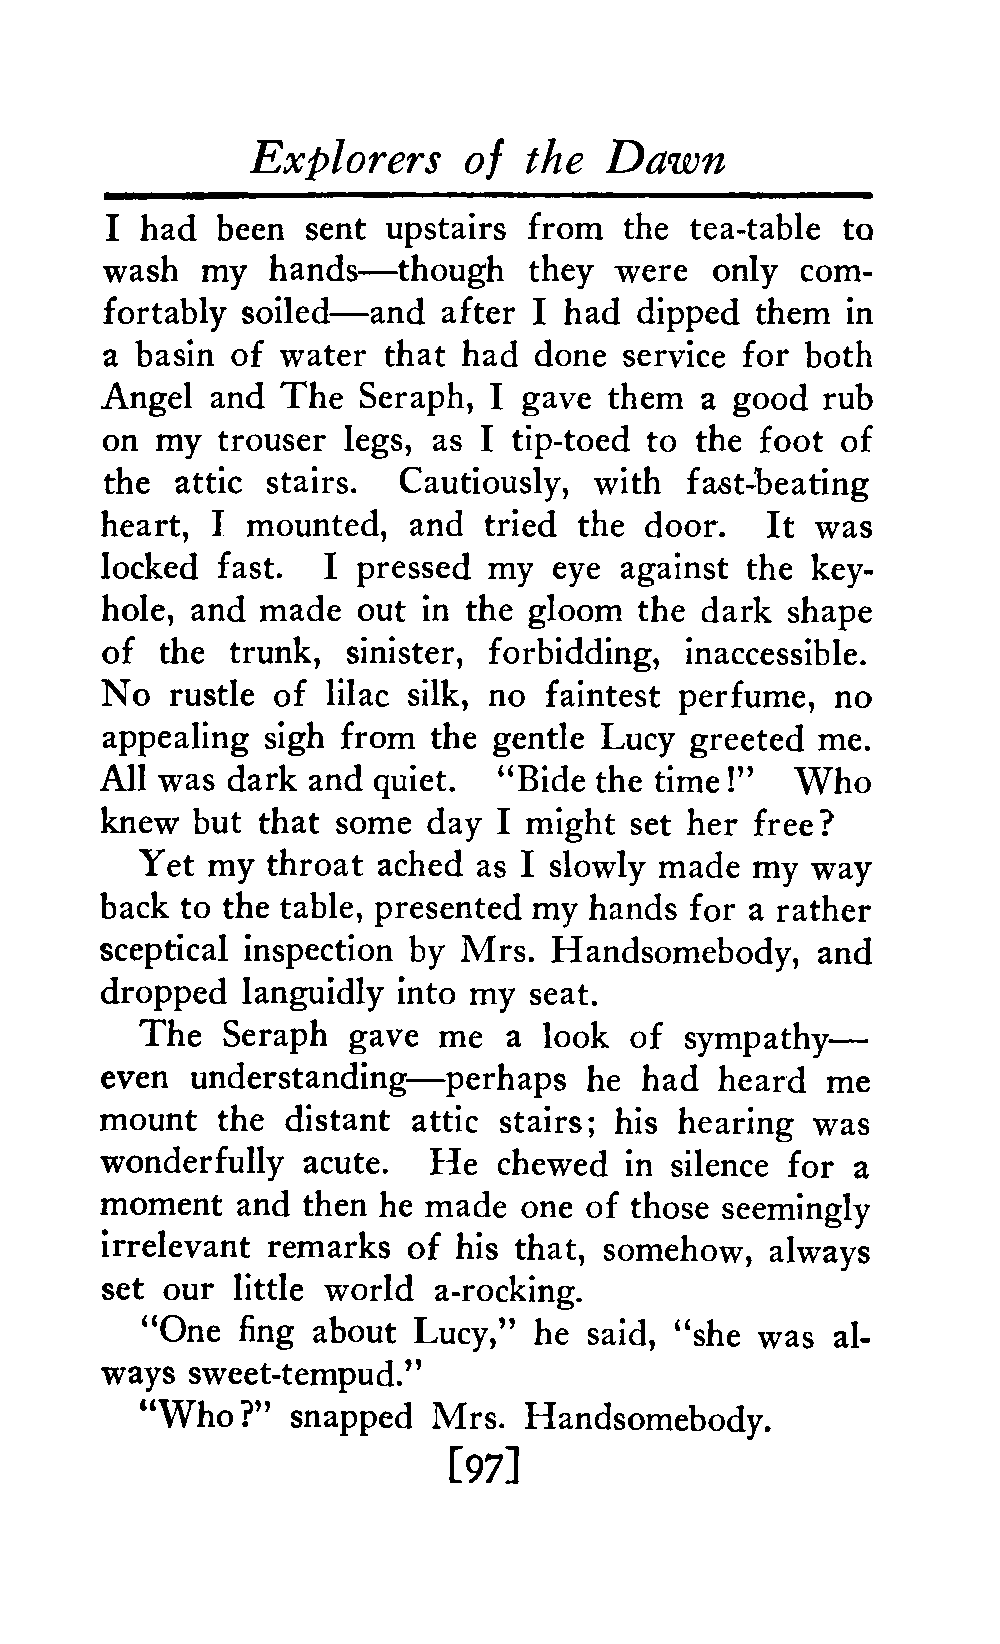 Explorers of the Dawn
I had been sent upstairs from the tea-table to
wash my hands—though they were only com-
fortably soiled—and after I had dipped them in
a basin of water that had done service for both
Angel and The Seraph, I gave them a good rub
on my trouser legs, as I tip-toed to the foot of
the attic stairs. Cautiously, with fast-beating
heart, I mounted, and tried the door. It was
locked fast. I pressed my eye against the key-
hole, and made out in the gloom the dark shape
of the trunk, sinister, forbidding, inaccessible.
No rustle of lilac silk, no faintest perfume, no
appealing sigh from the gentle Lucy greeted me.
All was dark and quiet. "Bide the time!" Who
knew but that some day I might set her free?
Yet my throat ached as I slowly made my way
back to the table, presented my hands for a rather
sceptical inspection by Mrs. Handsomebody, and
dropped languidly into my seat.
The Seraph gave me a look of sympathy—
even understanding—perhaps he had heard me
mount the distant attic stairs; his hearing was
wonderfully acute. He chewed in silence for a
moment and then he made one of those seemingly
irrelevant remarks of his that, somehow, always
set our little world a-rocking.
"One fing about Lucy," he said, "she was al-
ways sweet-tempud."
"Who?" snapped Mrs. Handsomebody.
[97]